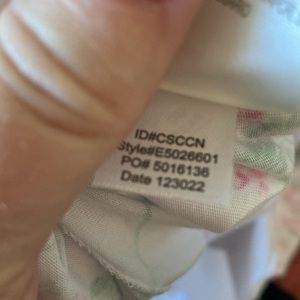 ID#CSCCN
Style#E5026601
PO# 5016136
Date 123022